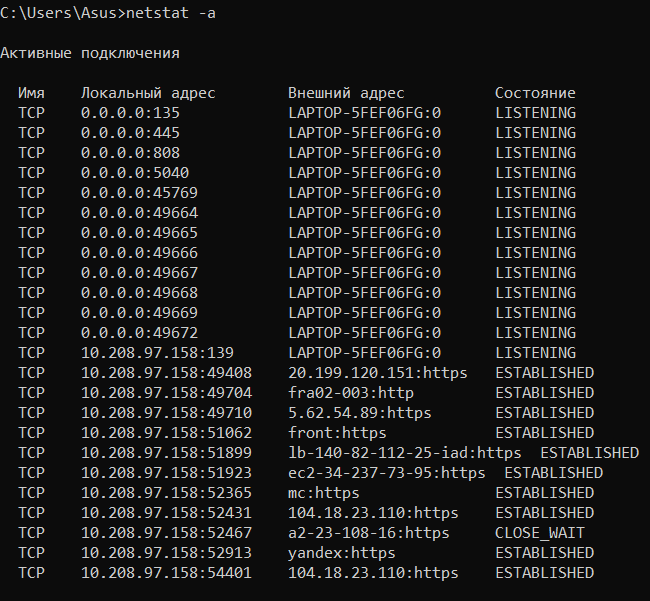 C:\Users\Asus>netstat -a
Активные подключения
Имя Локальный адрес Внешний адрес Состояние
TCP 0.0.0.0:135 LAPTOP-5FEF06FG:0 LISTENING
TCP 0.0.0.0:445 LAPTOP-5FEF06FG:0 LISTENING
TCP 0.0.0.0:808 LAPTOP-5FEF06FG:0 LISTENING
TCP 0.0.0.0:5040 LAPTOP-5FEF06FG:0 LISTENING
TCP 0.0.0.0:45769 LAPTOP-5FEF06FG:0 LISTENING
TCP 0.0.0.0:49664 LAPTOP-5FEF06FG:0 LISTENING
TCP 0.0.0.0:49665 LAPTOP-5FEF06FG:0 LISTENING
TCP 0.0.0.0:49666 LAPTOP-5FEF06FG:0 LISTENING
TCP 0.0.0.0:49667 LAPTOP-5FEF06FG:0 LISTENING
TCP 0.0.0.0:49668 LAPTOP-5FEF06FG:0 LISTENING
TCP 0.0.0.0:49669 LAPTOP-5FEF06FG:0 LISTENING
TCP 0.0.0.0:49672 LAPTOP-5FEF06FG:0 LISTENING
TCP 10.208.97.158:139 LAPTOP-5FEF06FG:0 LISTENING
TCP 10.208.97.158:49408 20.199.120.151:https ESTABLISHED
TCP 10.208.97.158:49704 fra02-003:http ESTABLISHED
TCP 10.208.97.158:49710 5.62.54.89:https ESTABLISHED
TCP 10.208.97.158:51062 front:https ESTABLISHED
TCP 10.208.97.158:51899 lb-140-82-112-25-iad:https ESTABLISHED
TCP 10.208.97.158:51923 ec2-34-237-73-95:https ESTABLISHED
TCP 10.208.97.158:52365 mc:https ESTABLISHED
TCP 10.208.97.158:52431 104.18.23.110:https ESTABLISHED
TCP 10.208.97.158:52467 a2-23-108-16:https CLOSE_WAIT
TCP 10.208.97.158:52913 yandex:https ESTABLISHED
TCP 10.208.97.158:54401 104.18.23.110:https ESTABLISHED